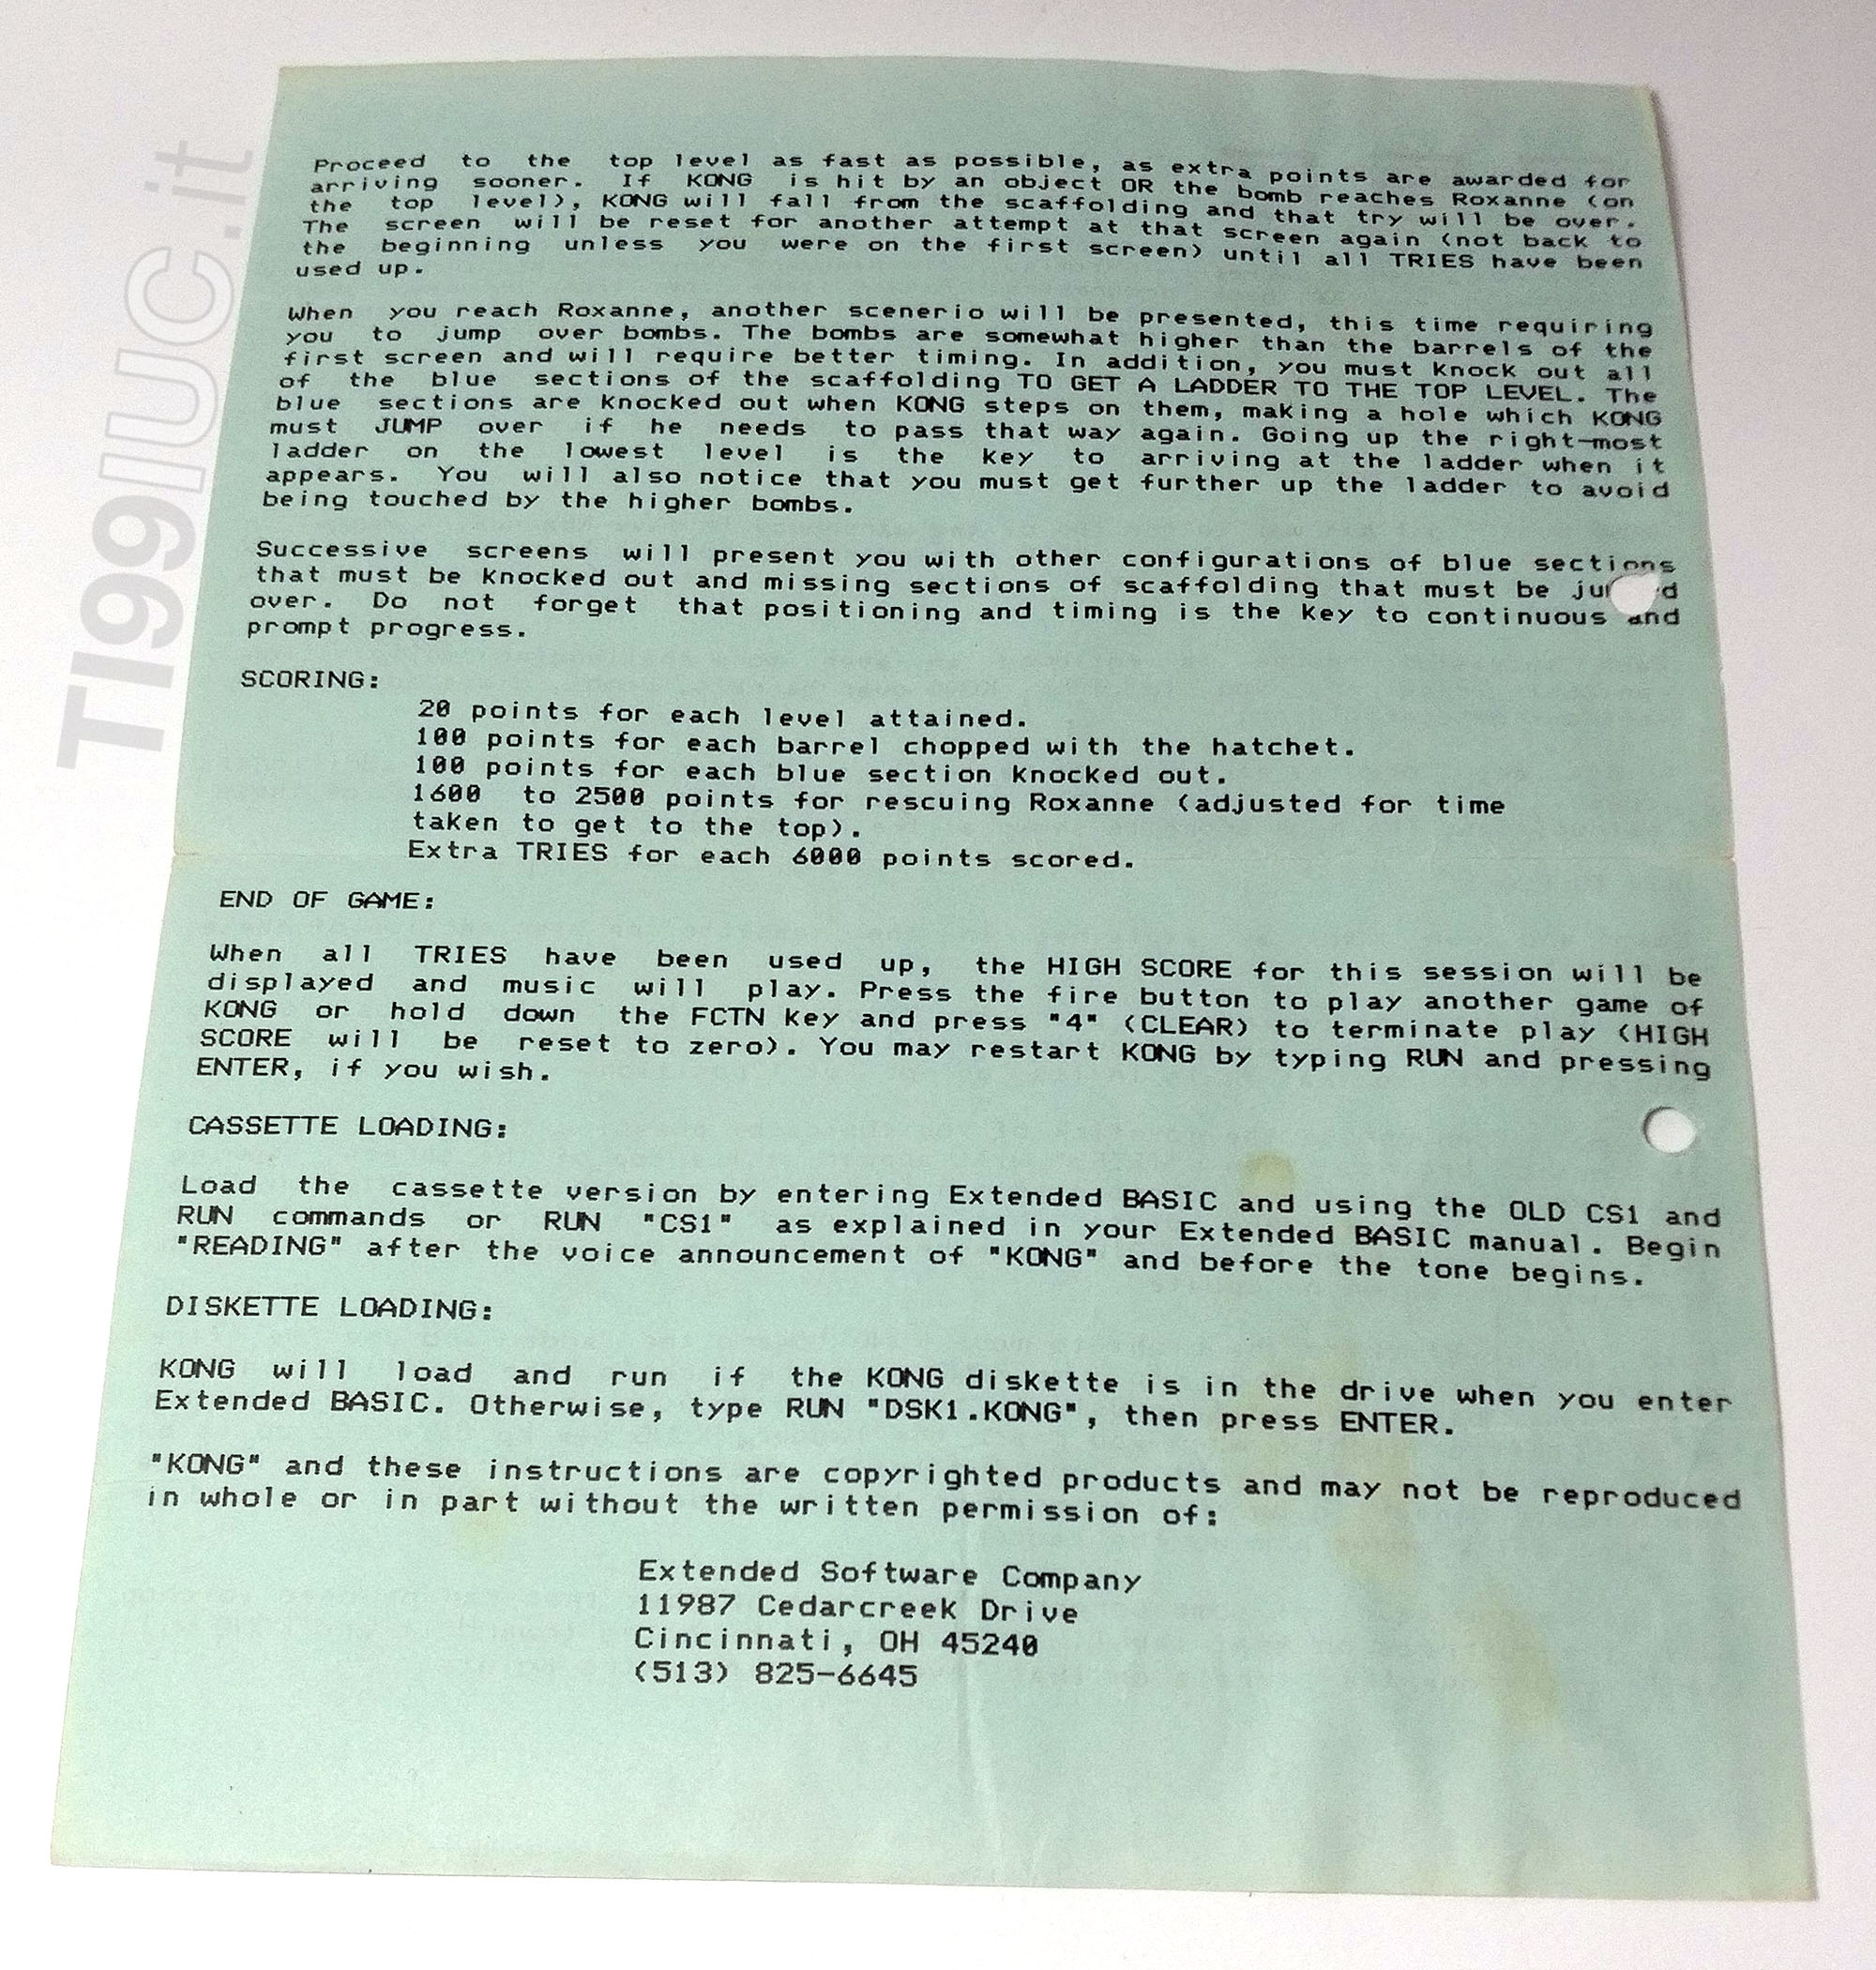 TI99IUC.it
Proceed to the top level as fast as possible, as extra points are awarded for
arriving sooner. If KONG is hit by an object OR the bomb reaches Roxanne (on
the top level), KONG will fall from the scaffolding and that try will be over.
The screen will be reset for another attempt at that screen again (not back to
the beginning unless you were on the first screen) until all TRIES have been
used up.
When you reach Roxanne, another scenerio will be presented, this time requiring
you to jump over bombs. The bombs are somewhat higher than the barrels of the
first screen and will require better timing. In addition, you must knock out all
of the blue sections of the scaffolding TO GET A LADDER TO THE TOP LEVEL. The
blue sections are knocked out when KONG steps on them, making a hole which KONG
must JUMP over if he needs to pass that way again. Going up the right-most
ladder on the lowest level is the key to arriving at the ladder when it
appears. You will also notice that you must get further up the ladder to avoid
being touched by the higher bombs.
Successive screens will present you with other configurations of blue sections
that must be knocked out and missing sections of scaffolding that must be
over. Do not forget that positioning and timing is the key to continuous and
prompt progress.
SCORING:
20 points for each level attained.
100 points for each barrel chopped with the hatchet.
100 points for each blue section knocked out.
1600 to 2500 points for rescuing Roxanne (adjusted for time
taken to get to the top).
Extra TRIES for each 6000 points scored.
END OF GAME:
When all TRIES have been used up, the HIGH SCORE for this session will be
displayed and music will play. Press the fire button to play another game of
KONG or hold down the FCTN key and press "4" (CLEAR) to terminate play (HIGH
SCORE will be reset to zero). You may restart KONG by typing RUN and pressing
ENTER, if you wish.
CASSETTE LOADING:
Load the cassette version by entering Extended BASIC and using the OLD CS1 and
RUN commands or RUN "CS1" as explained in your Extended BASIC manual. Begin
"READING" after the voice announcement of "KONG" and before the tone begins.
DISKETTE LOADING:
KONG will load and run if the KONG diskette is in the drive when you enter
Extended BASIC. Otherwise, type RUN "DSK1.KONG", then press ENTER.
"KONG" and these instructions are copyrighted products and may not be reproduced
in whole or in part without the written permission of:
Extended Software Company
11987 Cedarcreek Drive
Cincinnati, OH 45240
(513) 825-6645